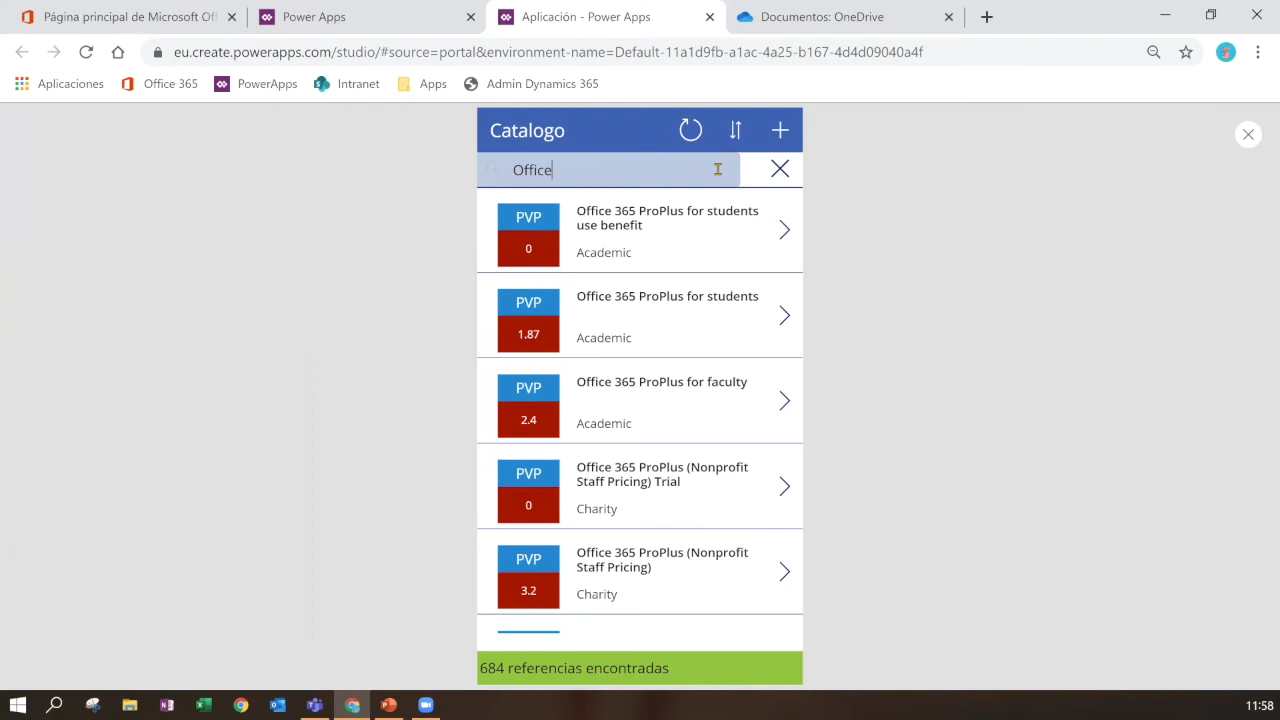 Página principal de Microsoft Of
Power Apps
Aplicación - Power Apps
Documentos: OneDrive
eu.create.powerapps.com/studio/#source=portal&environment-name=Default-11a1d9fb-a1ac-4a25-b167-4d4d09040a4f
Aplicaciones
Office 365
PowerApps
Intranet
Apps
Admin Dynamics 365
Catalogo
Office
PVP
0
Office 365 ProPlus for students
use benefit
Academic
PVP
1.87
Office 365 ProPlus for students
Academic
PVP
2.4
Office 365 ProPlus for faculty
Academic
PVP
0
Office 365 ProPlus (Nonprofit
Staff Pricing) Trial
Charity
PVP
3.2
Office 365 ProPlus (Nonprofit
Staff Pricing)
Charity
684 referencias encontradas
11:58